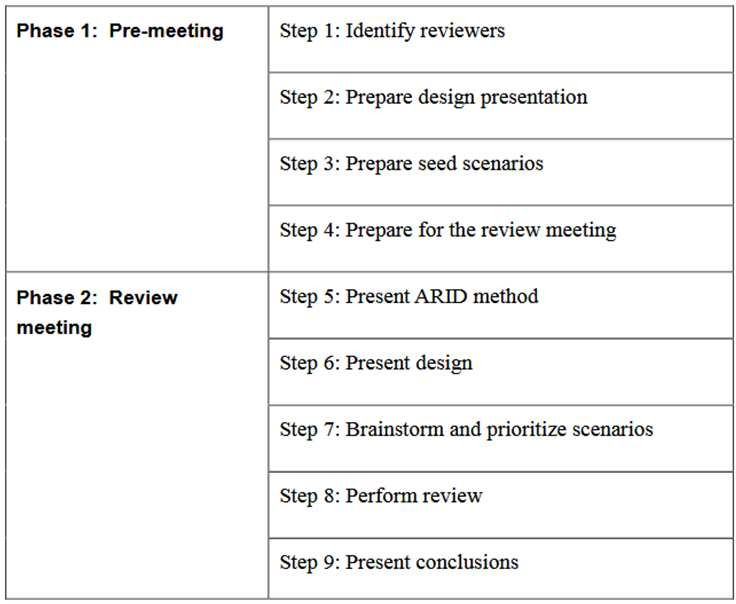 Phase 1:  Pre-meeting
Step 1: Identify reviewers
Step 2: Prepare design presentation
Step 3: Prepare seed scenarios
Step 4: Prepare for the review meeting
Phase 2:  Review
meeting
Step 5: Present ARID method
Step 6: Present design
Step 7: Brainstorm and prioritize scenarios
Step 8: Perform review
Step 9: Present conclusions